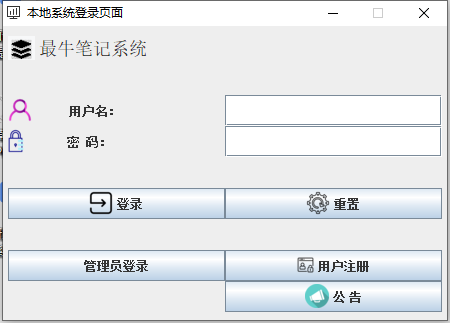 本地系统登录页面
最牛笔记系统
用户名：
密 码：
登录 重置
管理员登录 用户注册
公 告